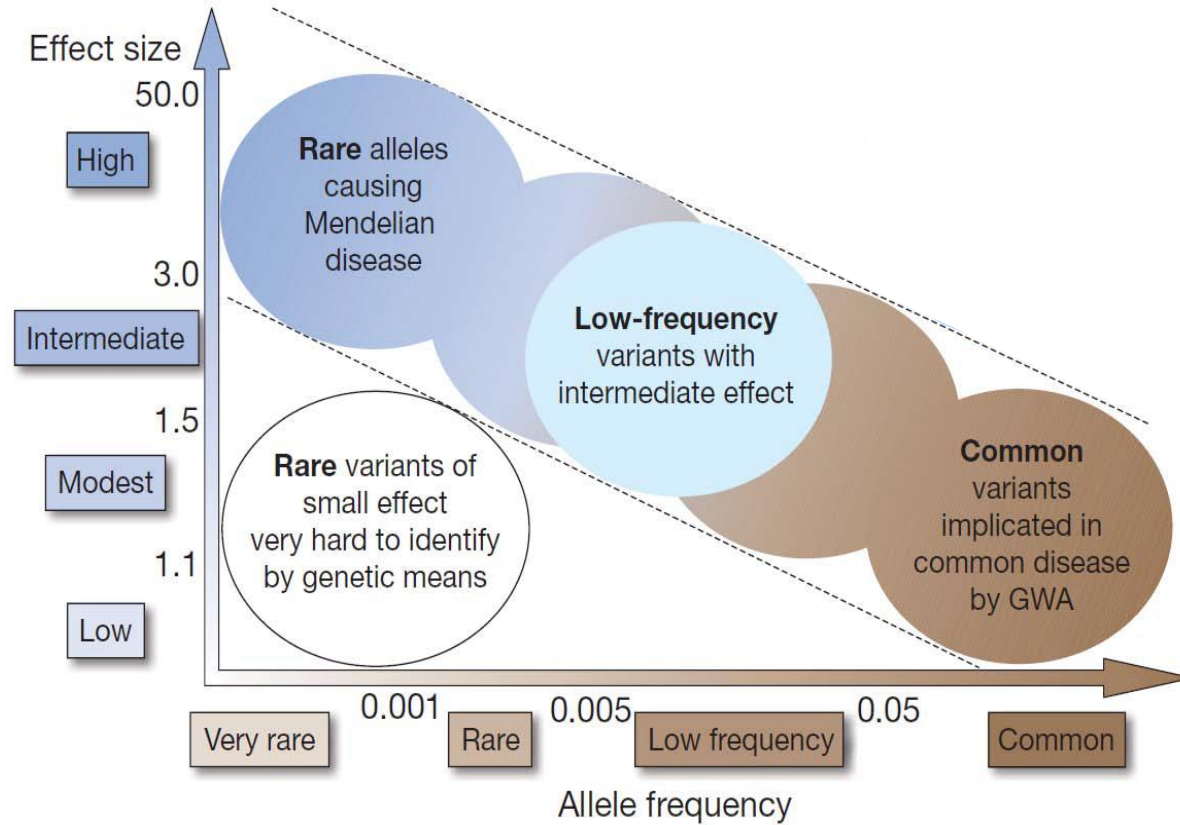 Effect size
50.0
High
3.0
Intermediate
1.5
Modest
1.1
Low
Rare alleles
causing
Mendelian
disease
Low-frequency
variants with
intermediate effect
Rare variants of
small effect
very hard to identify
by genetic means
Common
variants
implicated in
common disease
by GWA
0.001
0.005
0.05
Very rare
Rare
Low frequency
Common
Allele frequency